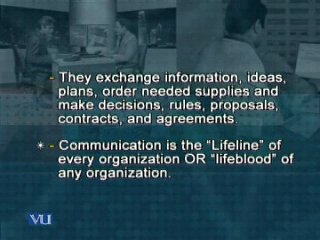 - They exchange information, ideas,
plans, order needed supplies and
make decisions, rules, proposals,
contracts, and agreements.
✴ - Communication is the “Lifeline” of
every organization OR “lifeblood” of
any organization.
VU